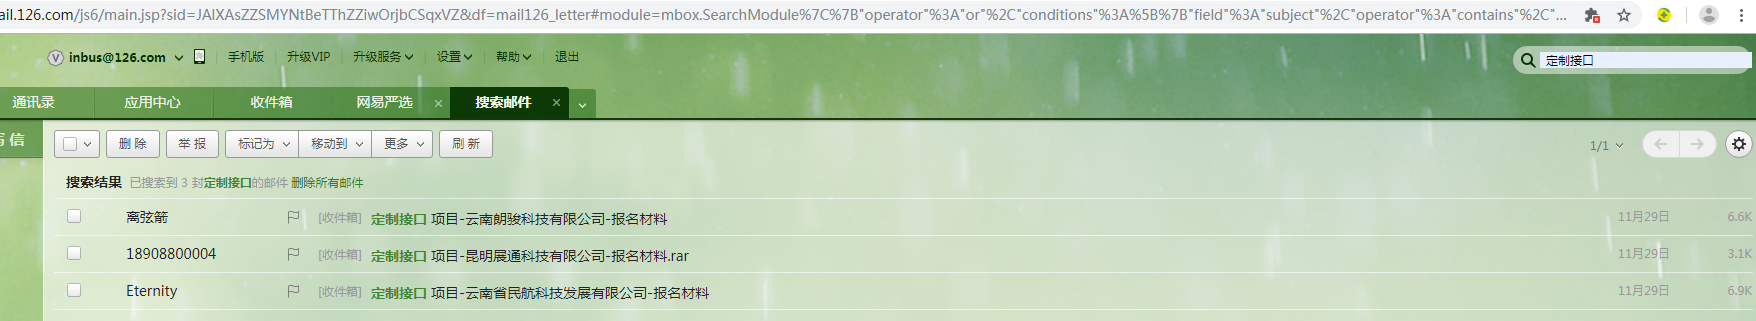 ail.126.com/js6/main.jsp?sid=JAIXAsZZSMYNtBeTThZZiwOrjbCSqxVZ&df=mail126_letter#module=mbox.SearchModule%7C%7B"operator"%3A"or"%2C"conditions"%3A%5B%7B"field"%3A"subject"%2C"operator"%3A"contains"%2C"...
inbus@126.com 手机版 升级VIP 升级服务 设置 帮助 退出 定制接口
通讯录 应用中心 收件箱 网易严选 搜索邮件
信 删除 举报 标记为 移动到 更多 刷新 1/1
搜索结果 已搜索到 3 封定制接口的邮件 删除所有邮件
离弦箭 [收件箱] 定制接口 项目-云南朗骏科技有限公司-报名材料 11月29日 6.6K
18908800004 [收件箱] 定制接口 项目-昆明展通科技有限公司-报名材料.rar 11月29日 3.1K
Eternity [收件箱] 定制接口 项目-云南省民航科技发展有限公司-报名材料 11月29日 6.9K